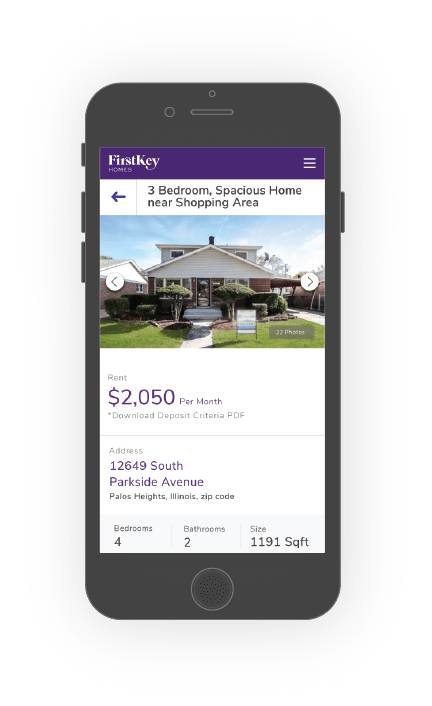 FirstKey
HOMES
3 Bedroom, Spacious Home
near Shopping Area
22 Photos
Rent
$2,050 Per Month
*Download Deposit Criteria PDF
Address
12649 South
Parkside Avenue
Palos Heights, Illinois, zip code
Bedrooms Bathrooms Size
4 2 1191 Sqft